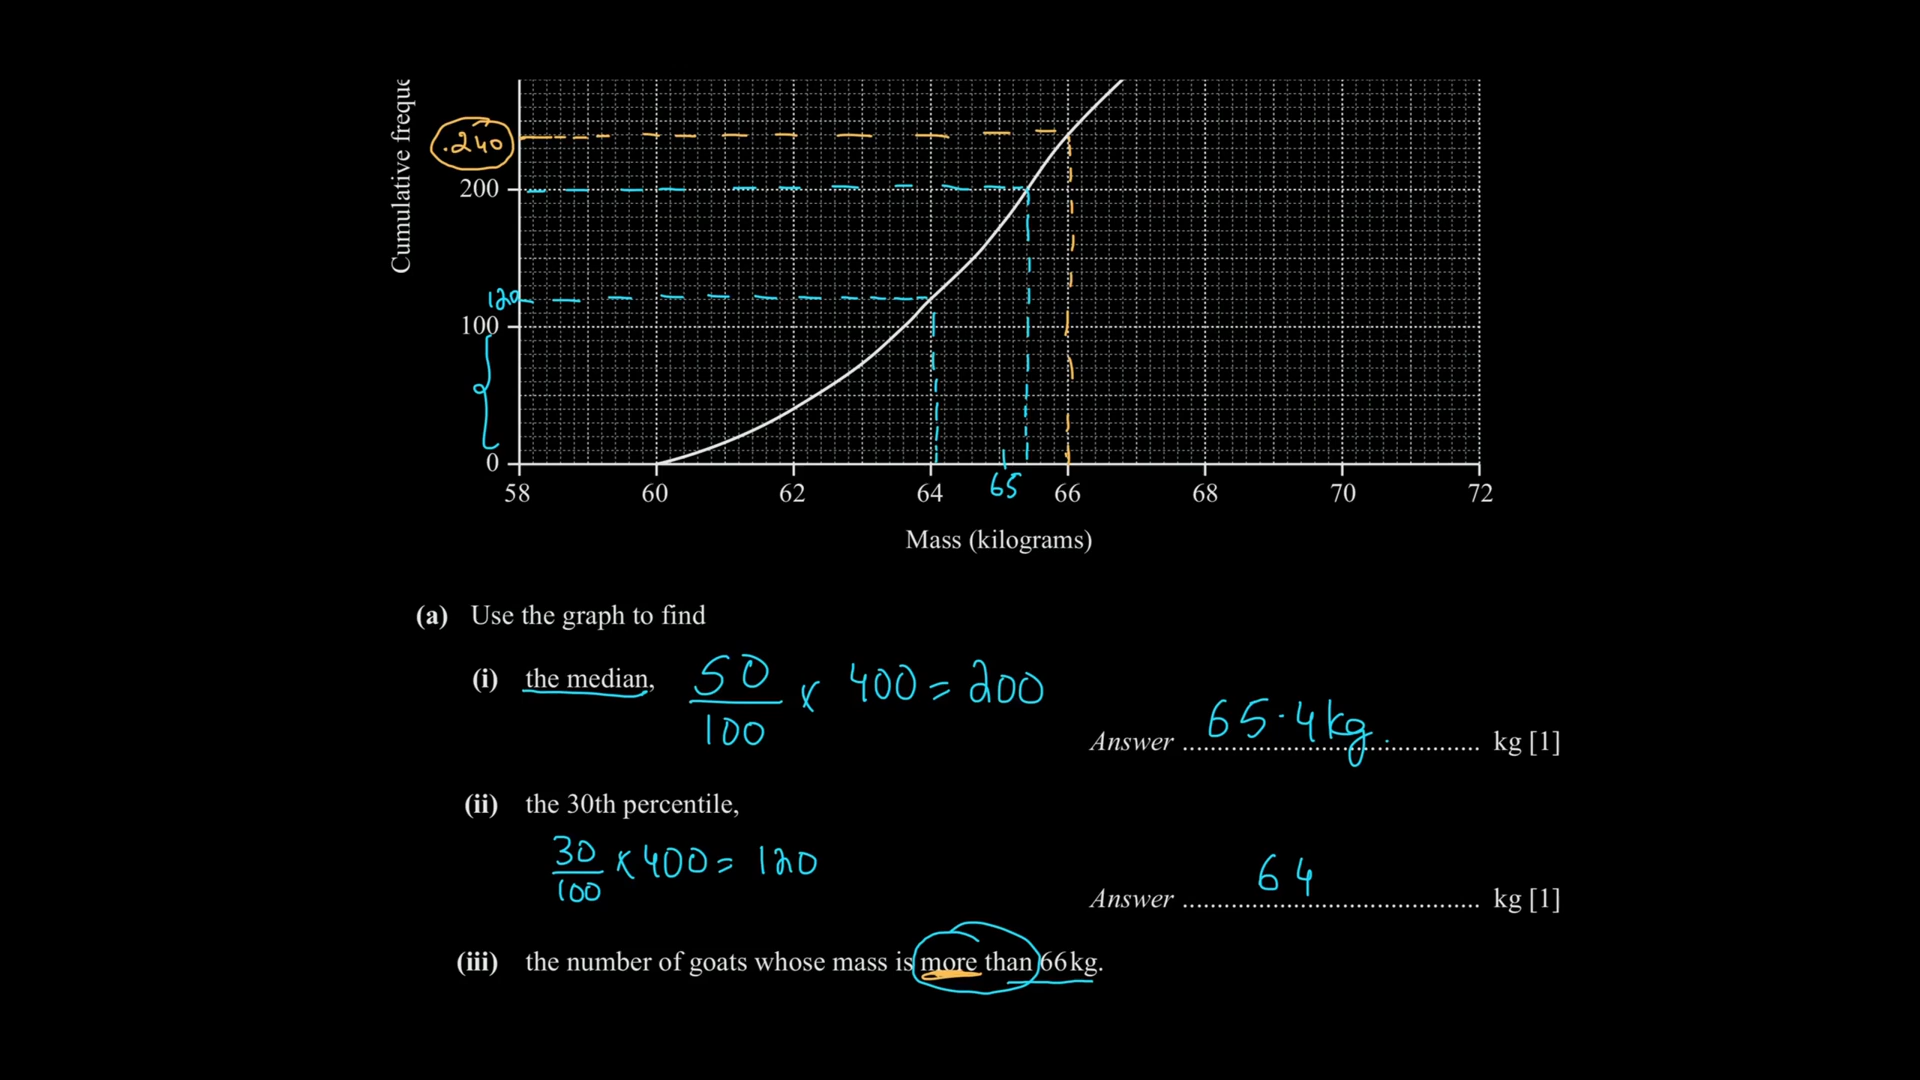 Cumulative freque
.240
200
120
100
0
58 60 62 64 65 66 68 70 72
Mass (kilograms)
(a) Use the graph to find
(i) the median, 50/100 × 400 = 200
Answer .......... 65.4kg. .......... kg [1]
(ii) the 30th percentile,
30/100 × 400 = 120
Answer .......... 64 .......... kg [1]
(iii) the number of goats whose mass is more than 66 kg.